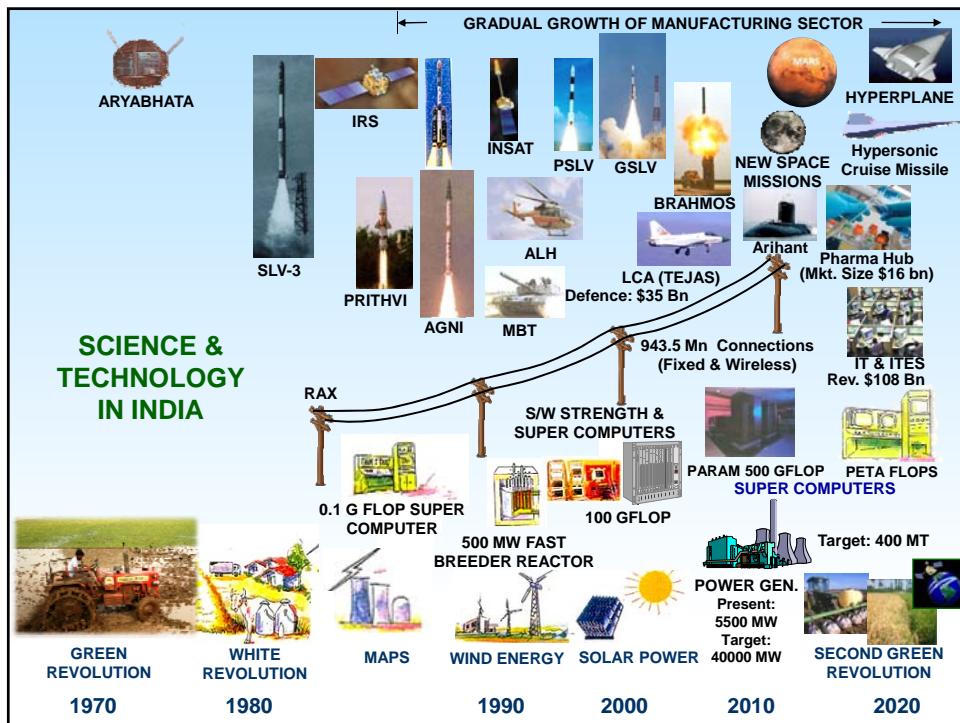 GRADUAL GROWTH OF MANUFACTURING SECTOR
MARS
ARYABHATA
IRS
INSAT
PSLV
GSLV
HYPERPLANE
NEW SPACE
MISSIONS
Hypersonic
Cruise Missile
BRAHMOS
SLV-3
PRITHVI
AGNI
ALH
MBT
LCA (TEJAS)
Defence: $35 Bn
Arihant
Pharma Hub
(Mkt. Size $16 bn)
SCIENCE &
TECHNOLOGY
IN INDIA
943.5 Mn Connections
(Fixed & Wireless)
IT & ITES
Rev. $108 Bn
RAX
S/W STRENGTH &
SUPER COMPUTERS
0.1 G FLOP SUPER
COMPUTER
100 GFLOP
PARAM 500 GFLOP
SUPER COMPUTERS
PETA FLOPS
500 MW FAST
BREEDER REACTOR
Target: 400 MT
POWER GEN.
Present:
5500 MW
Target:
40000 MW
GREEN
REVOLUTION
WHITE
REVOLUTION
MAPS
WIND ENERGY
SOLAR POWER
SECOND GREEN
REVOLUTION
1970
1980
1990
2000
2010
2020